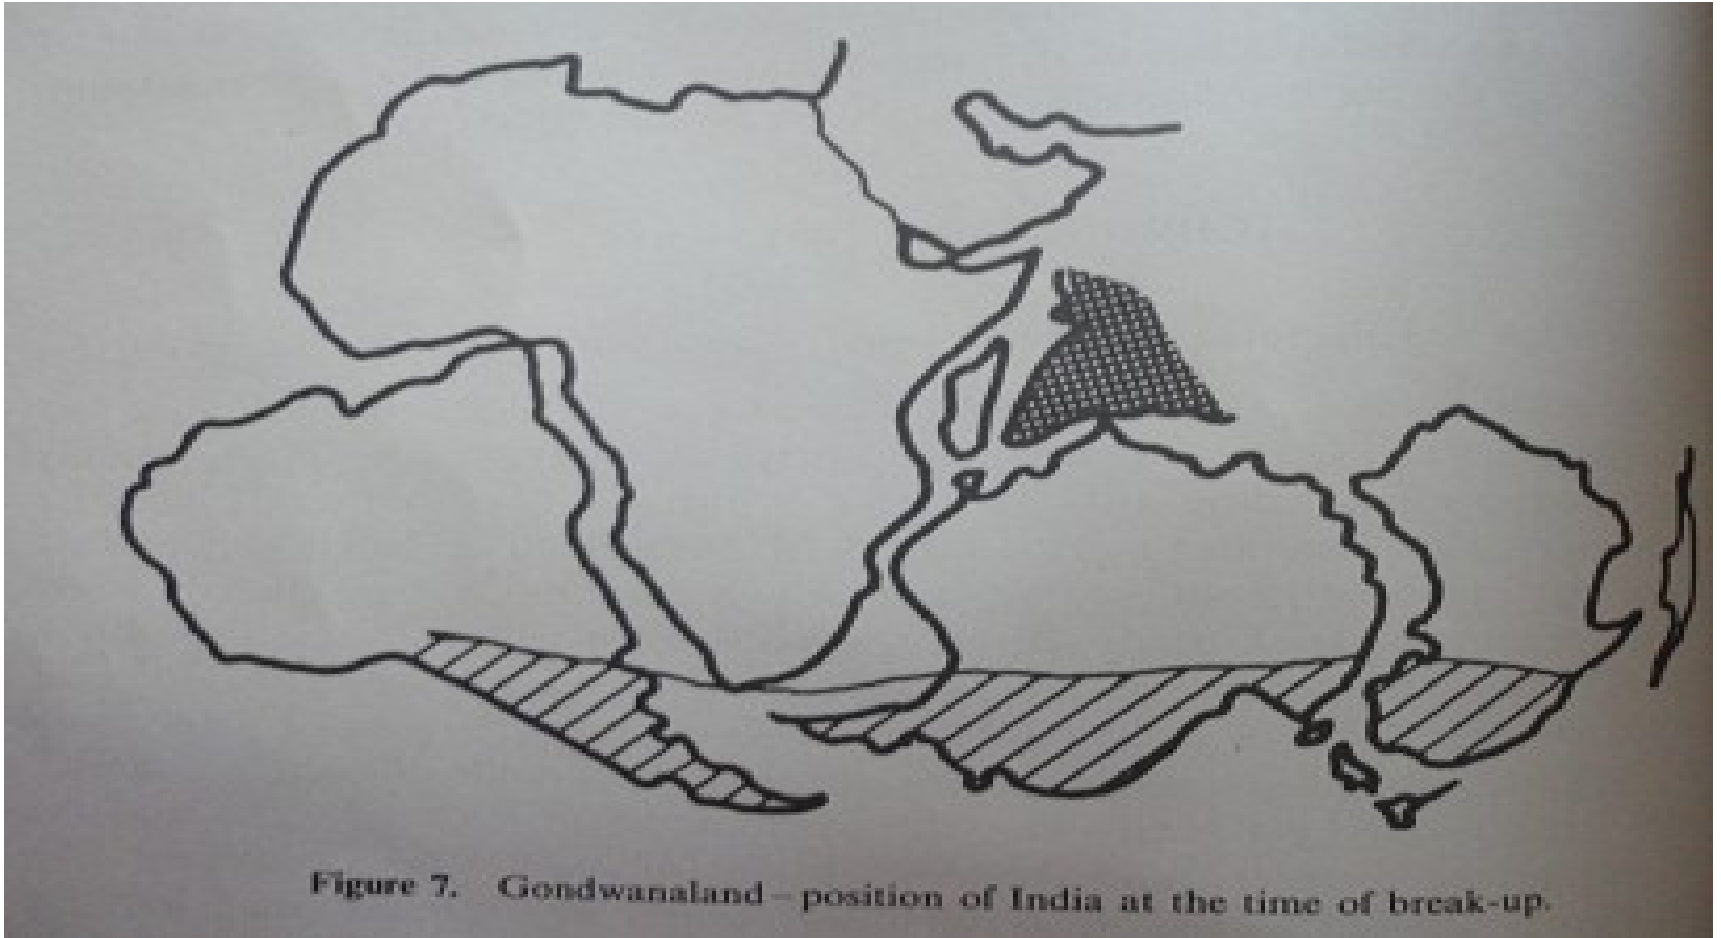 Figure 7. Gondwanaland – position of India at the time of break-up.